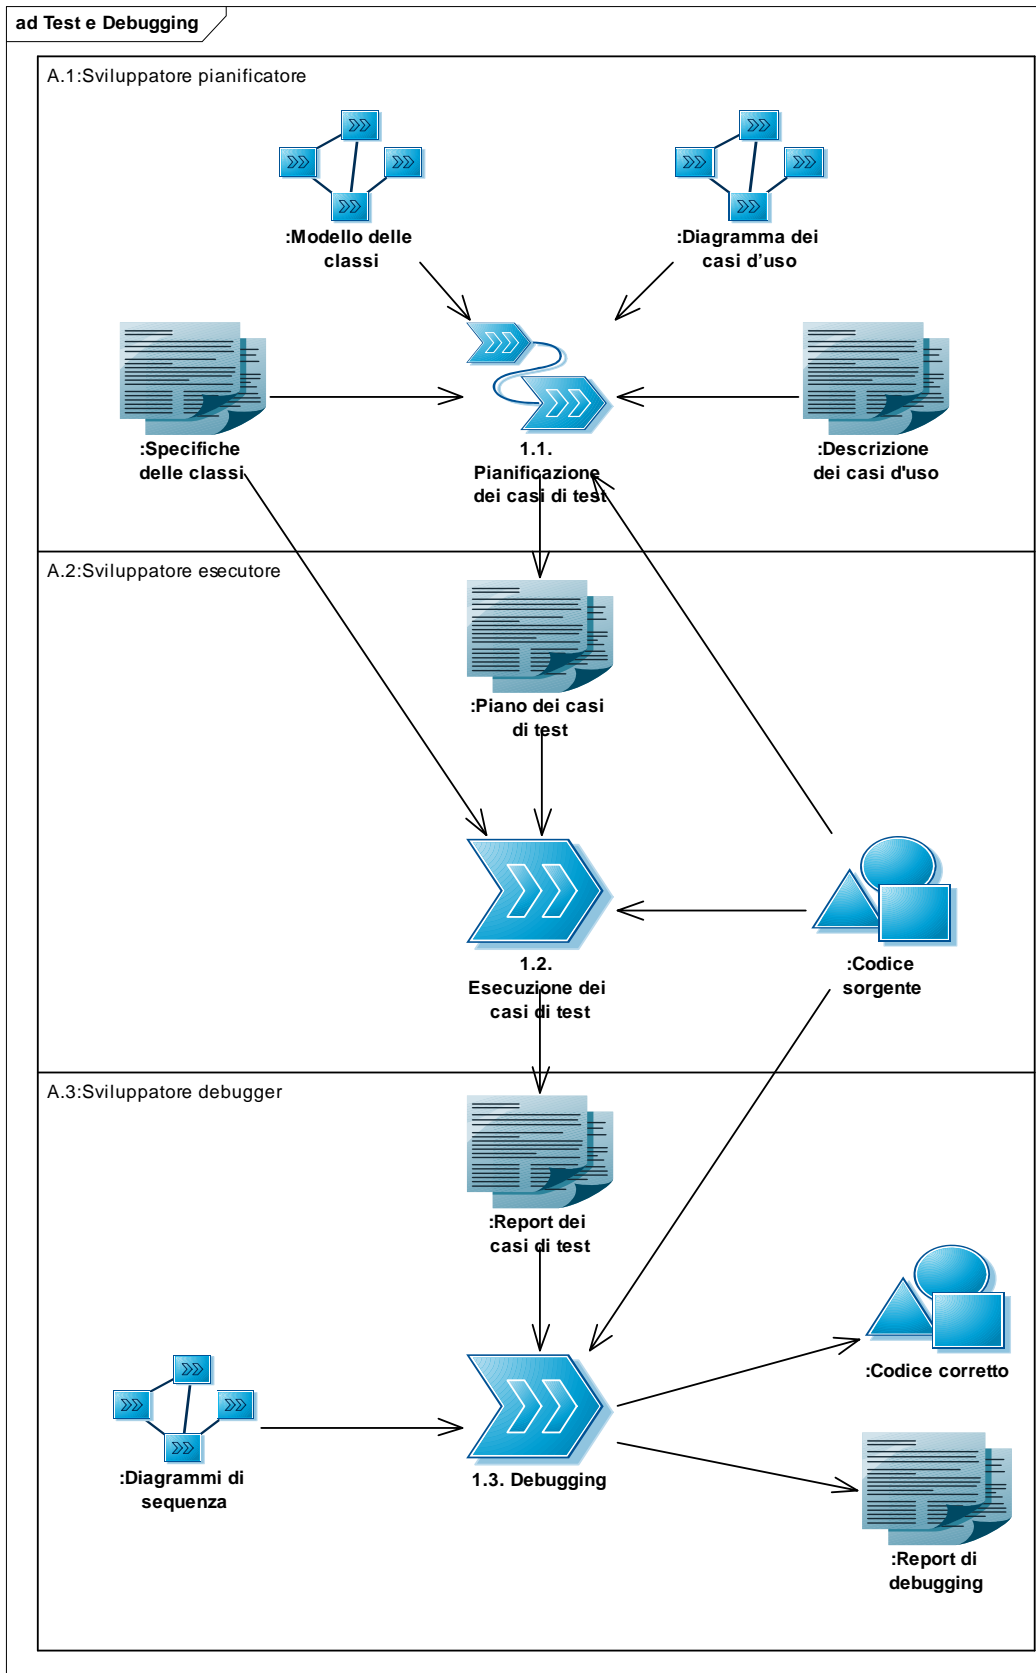 ad Test e Debugging
A.1:Sviluppatore pianificatore
:Modello delle
classi
:Diagramma dei
casi d’uso
:Specifiche
delle classi
1.1.
Pianificazione
dei casi di test
:Descrizione
dei casi d'uso
A.2:Sviluppatore esecutore
:Piano dei casi
di test
1.2.
Esecuzione dei
casi di test
:Codice
sorgente
A.3:Sviluppatore debugger
:Report dei
casi di test
:Codice corretto
:Diagrammi di
sequenza
1.3. Debugging
:Report di
debugging